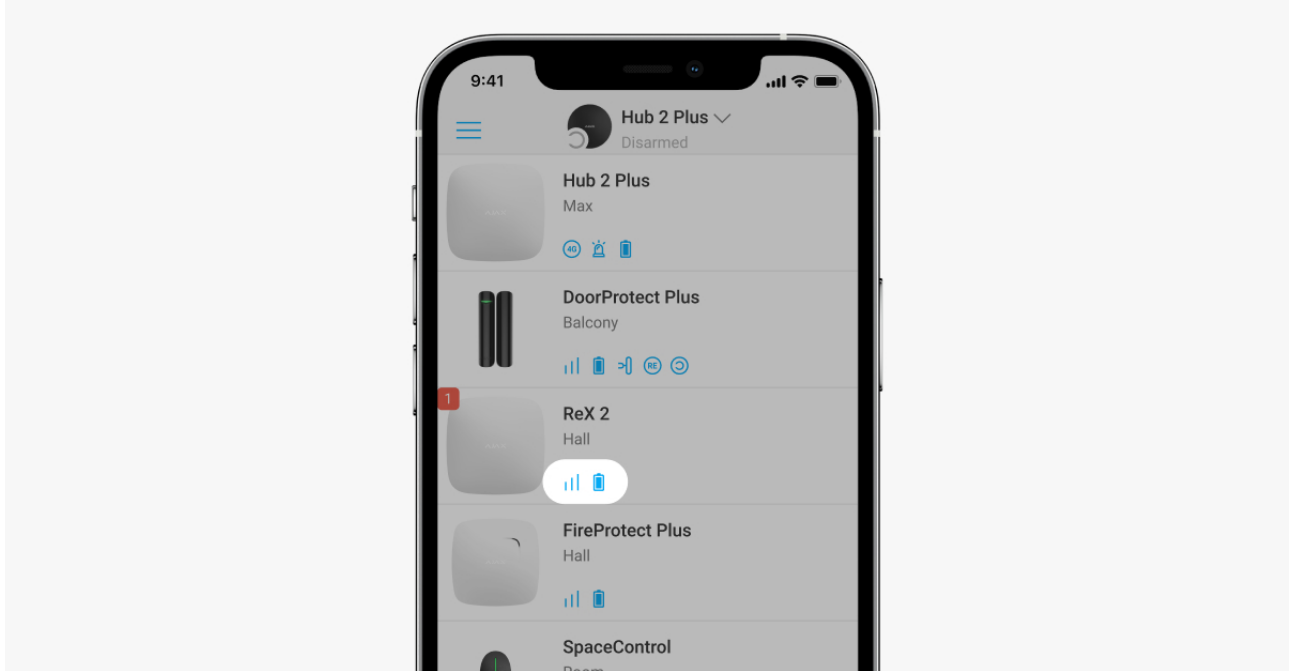 9:41
Hub 2 Plus
Disarmed
Hub 2 Plus
Max
4G
DoorProtect Plus
Balcony
RE
1
ReX 2
Hall
FireProtect Plus
Hall
SpaceControl
Room